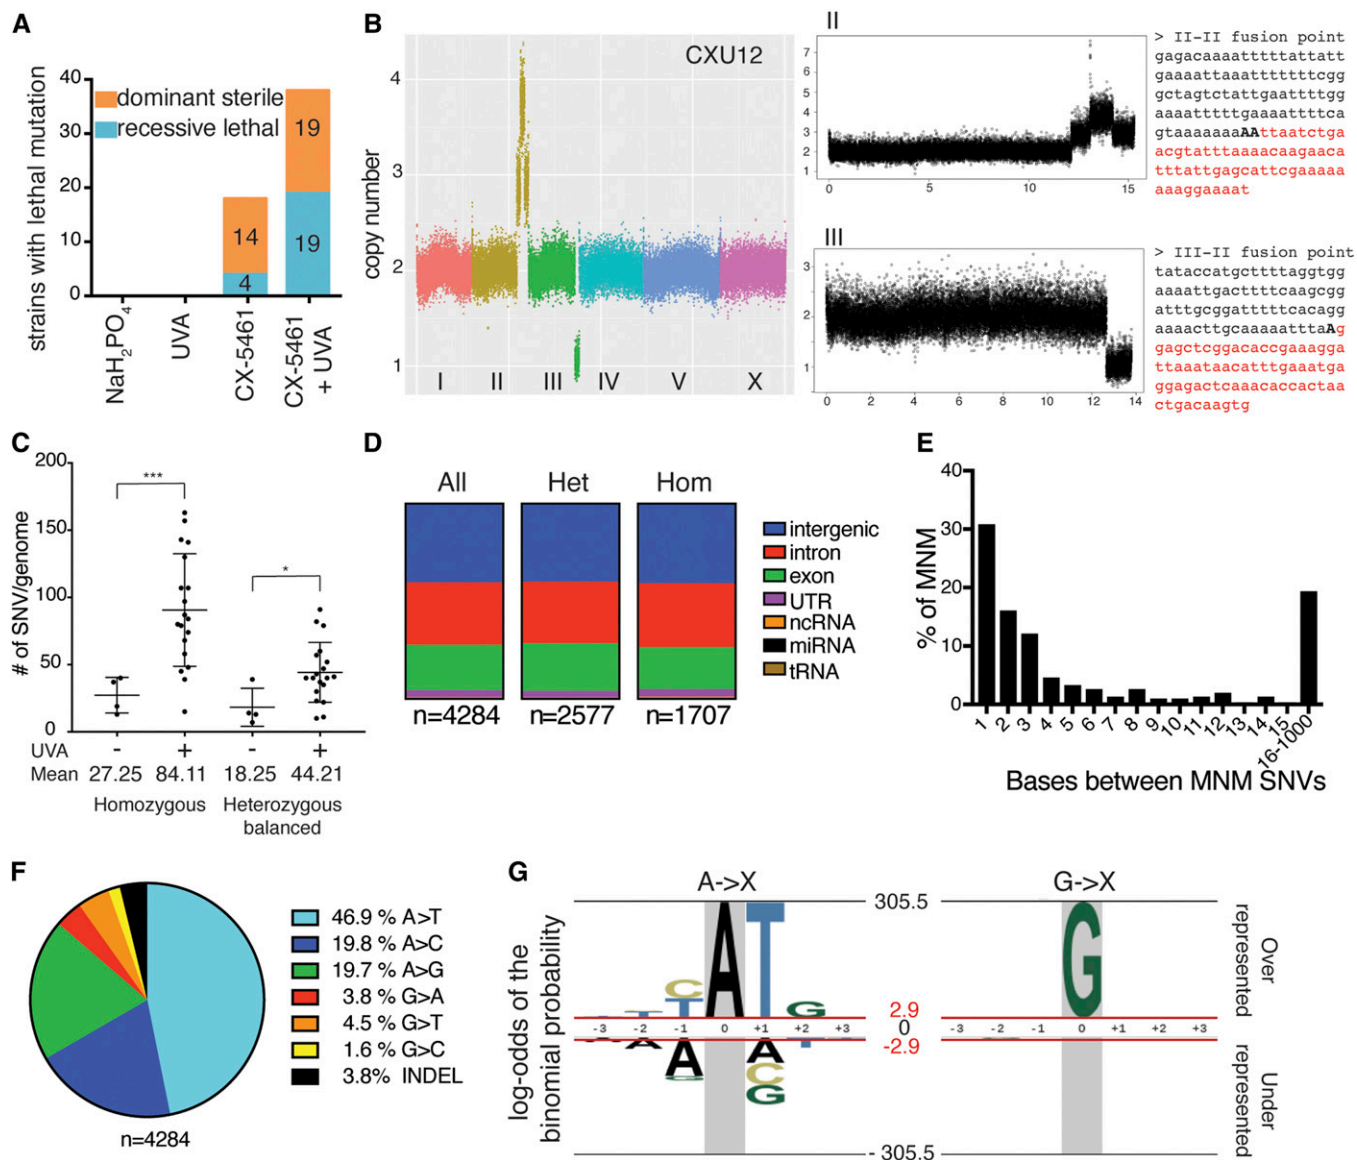 A
strains with lethal mutation
40
30
20
10
0
dominant sterile
recessive lethal
14
4
19
19
NaH2PO4
UVA
CX-5461
CX-5461
+ UVA
B
copy number
4
3
2
1
CXU12
I II III IV V X
II
7
6
5
4
3
2
1
0 5 10 15
> II-II fusion point
gagacaaaatttttattatt
gaaaattaaatttttttcgg
gctagtctattgaattttgg
aaaatttttgaaaattttca
gtaaaaaaaAAttaatctga
acgtatttaaaacaagaaca
tttattgagcattcgaaaaa
aaaggaaaat
III
3
2
1
0 2 4 6 8 10 12 14
> III-II fusion point
tataccatgcttttaggtgg
aaaattgacttttcaagcgg
atttgcggatttttcacagg
aaaacttgcaaaaatttaAg
gagctcggacaccgaaagga
ttaaataacatttgaaatga
ggagactcaaacaccactaa
ctgacaagtg
C
# of SNV/genome
200
150
100
50
0
***
*
UVA - + - +
Mean 27.25 84.11 18.25 44.21
Homozygous
Heterozygous
balanced
D
All Het Hom
n=4284 n=2577 n=1707
intergenic
intron
exon
UTR
ncRNA
miRNA
tRNA
E
% of MNM
40
30
20
10
0
1 2 3 4 5 6 7 8 9 10 11 12 13 14 15 16-1000
Bases between MNM SNVs
F
46.9 % A>T
19.8 % A>C
19.7 % A>G
3.8 % G>A
4.5 % G>T
1.6 % G>C
3.8% INDEL
n=4284
G
log-odds of the
binomial probability
A->X
G->X
305.5
2.9
0
-2.9
- 305.5
-3 -2 -1 0 +1 +2 +3
-3 -2 -1 0 +1 +2 +3
C
T
A
T
G
A
A
G
A
C
G
T
G
Over
represented
Under
represented